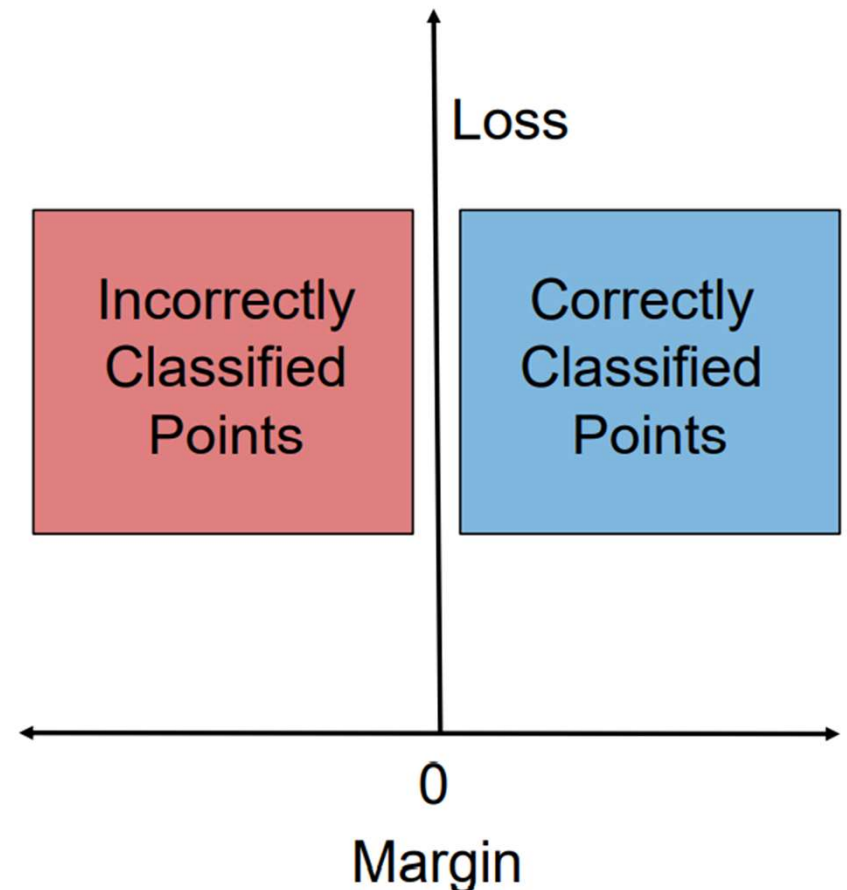 Loss
Incorrectly
Classified
Points
Correctly
Classified
Points
0
Margin